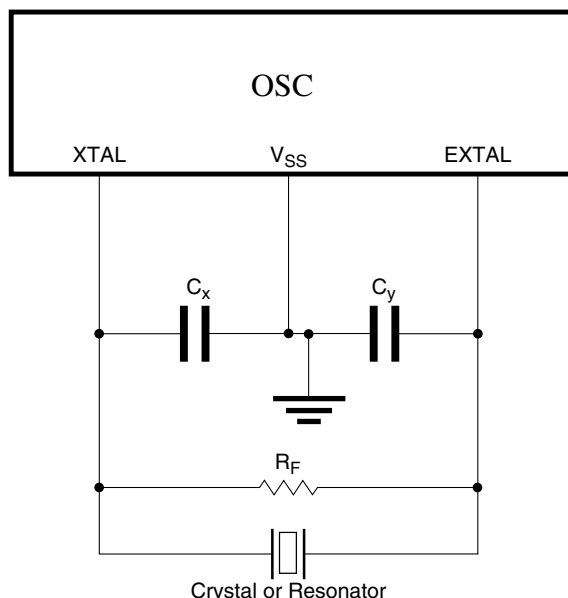 OSC
XTAL VSS EXTAL
Cx Cy
RF
Crystal or Resonator